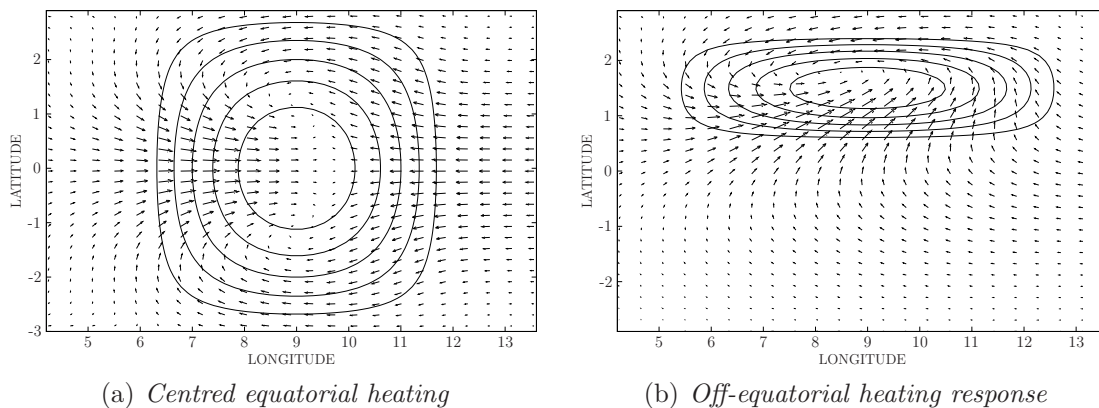 2
1
0
-1
-2
-3
LATITUDE
5 6 7 8 9 10 11 12 13
LONGITUDE
(a) Centred equatorial heating
2
1
0
-1
-2
LATITUDE
5 6 7 8 9 10 11 12 13
LONGITUDE
(b) Off-equatorial heating response